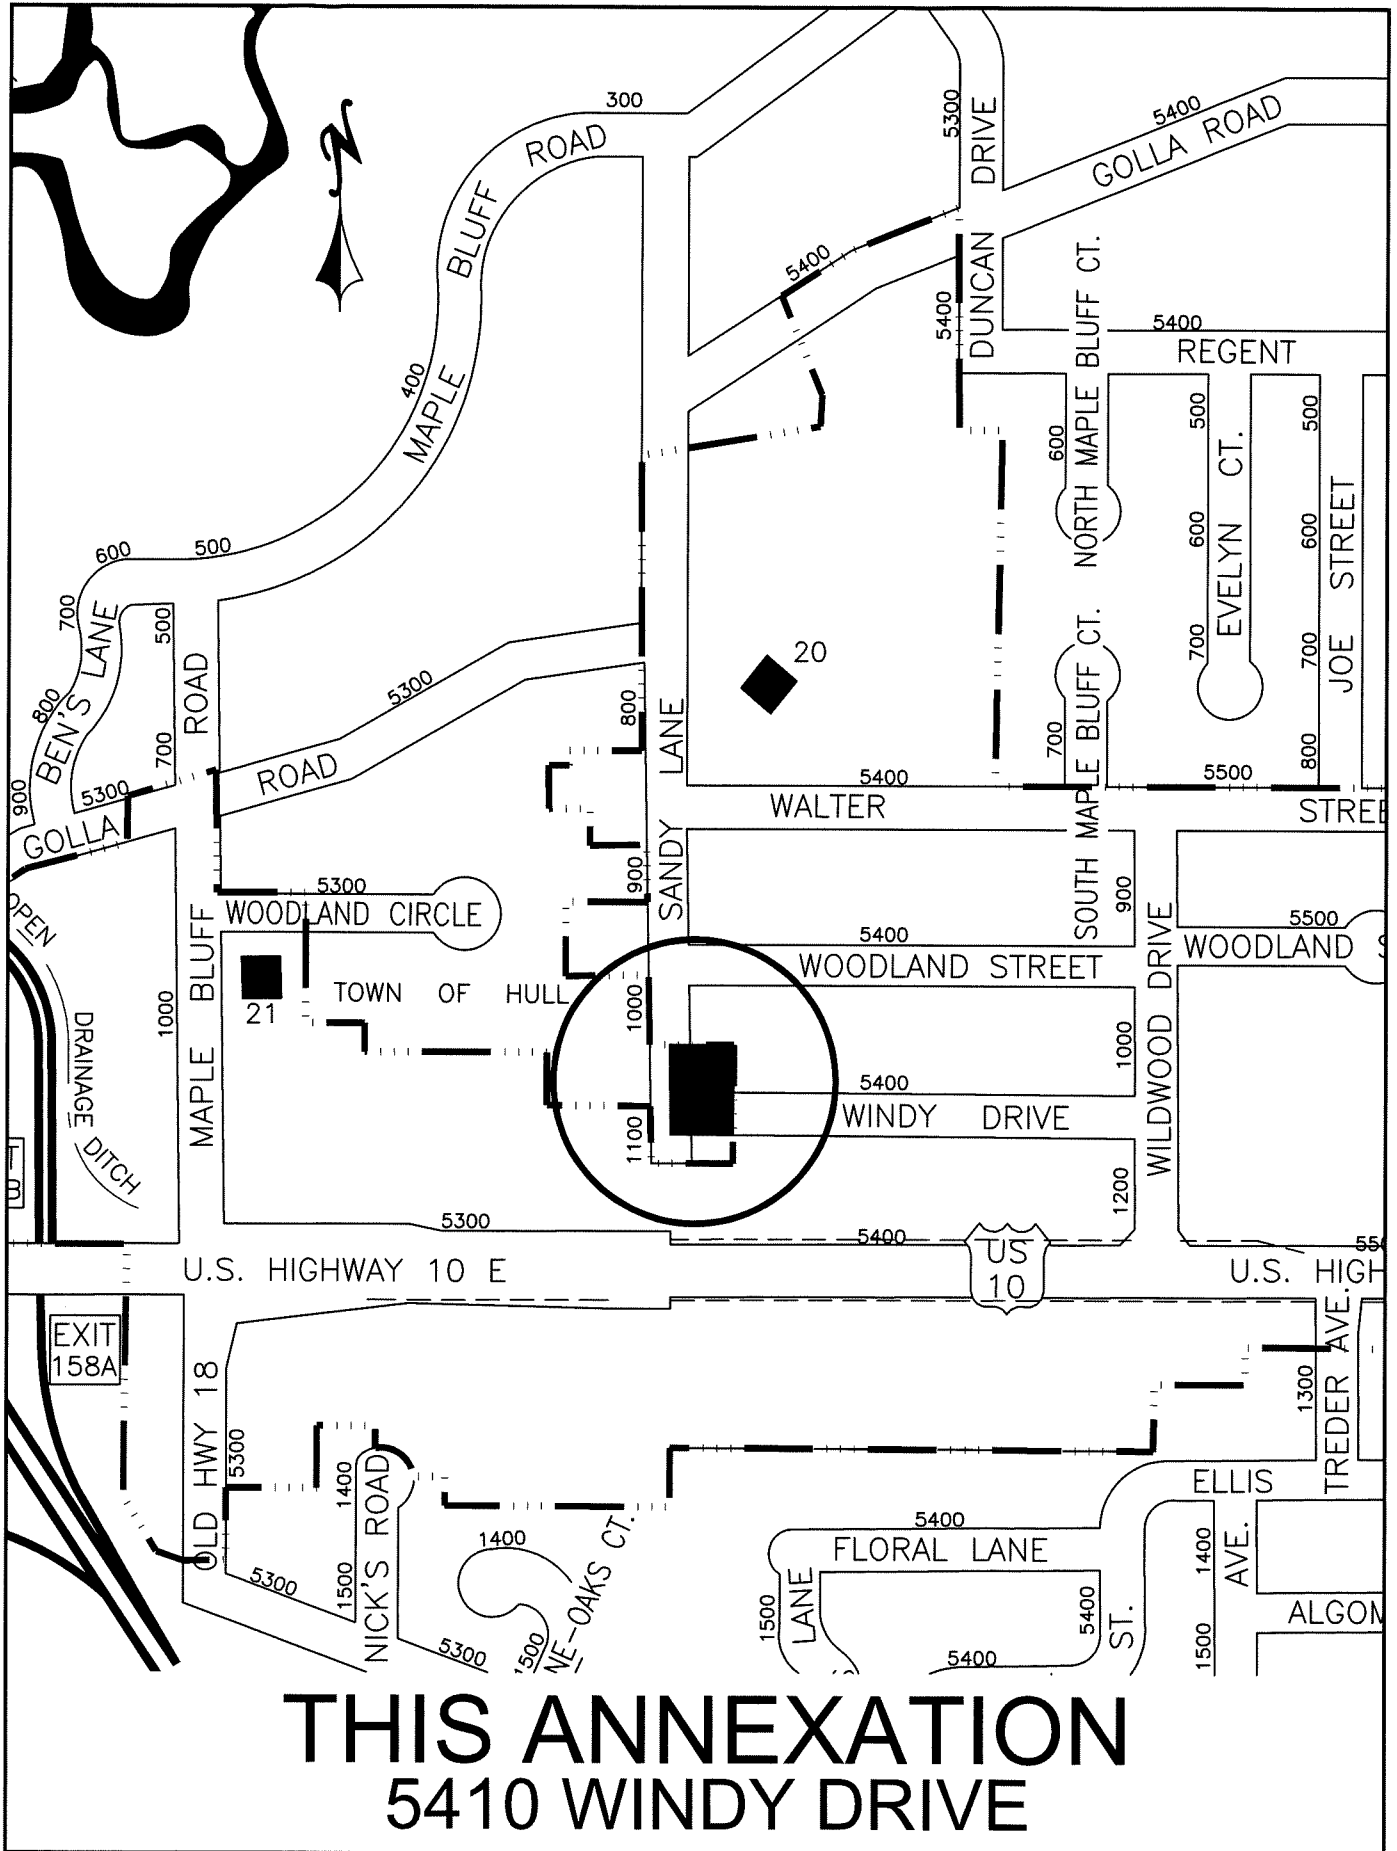 300
MAPLE BLUFF ROAD
5300
DUNCAN DRIVE
5400
GOLLA ROAD
N
400
5400
5400
5400
REGENT
600
NORTH MAPLE BLUFF CT.
500
600
700
EVELYN CT.
500
600
700
800
JOE STREET
600
500
700
800
900
BEN'S LANE
500
700
ROAD
5300
ROAD
5300
GOLLA
20
800
SANDY LANE
900
700
SOUTH MAPLE BLUFF CT.
5400
5500
WALTER
900
WILDWOOD DRIVE
5300
WOODLAND CIRCLE
OPEN
DRAINAGE
DITCH
1000
MAPLE BLUFF
21
TOWN OF HULL
1000
1100
5400
WOODLAND STREET
5500
WOODLAND
1000
5400
WINDY DRIVE
1200
5300
5400
U.S. HIGHWAY 10 E
US
10
U.S.
EXIT
158A
OLD HWY 18
5300
1400
1500
NICK'S ROAD
5300
5300
1400
1500
1300
TREDER AVE.
ELLIS
5400
FLORAL LANE
1500
LANE
5400
ST.
5400
1400
1500
AVE.
THIS ANNEXATION
5410 WINDY DRIVE